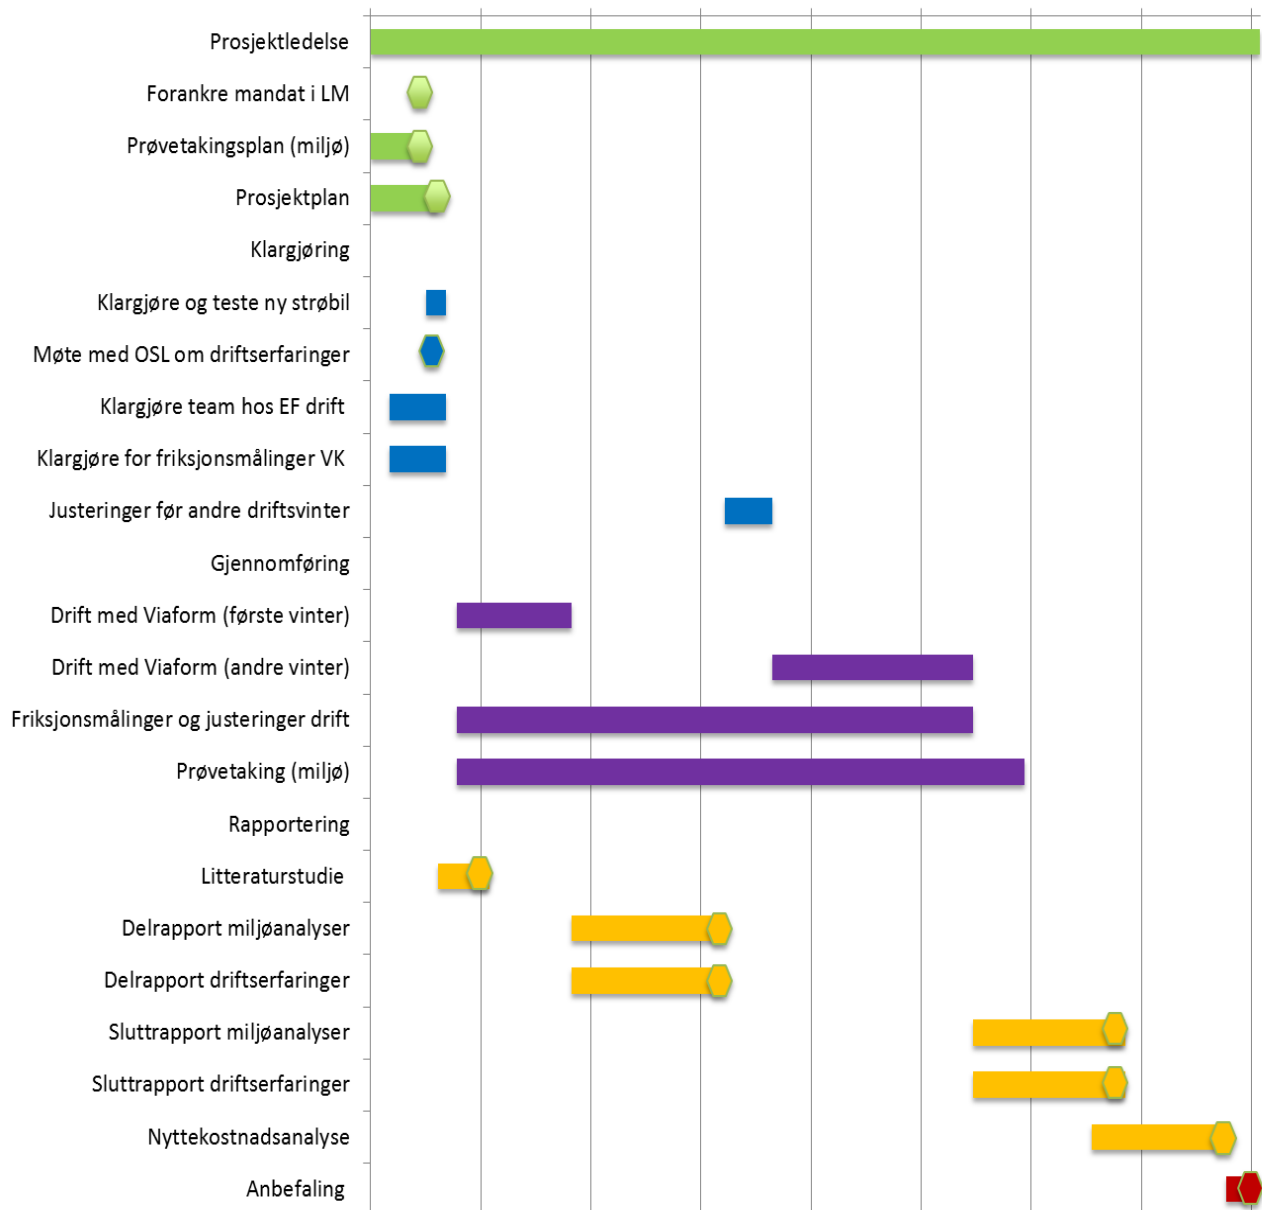 Prosjektledelse
Forankre mandat i LM
Prøvetakingsplan (miljø)
Prosjektplan
Klargjøring
Klargjøre og teste ny strøbil
Møte med OSL om driftserfaringer
Klargjøre team hos EF drift
Klargjøre for friksjonsmålinger VK
Justeringer før andre driftsvinter
Gjennomføring
Drift med Viaform (første vinter)
Drift med Viaform (andre vinter)
Friksjonsmålinger og justeringer drift
Prøvetaking (miljø)
Rapportering
Litteraturstudie
Delrapport miljøanalyser
Delrapport driftserfaringer
Sluttrapport miljøanalyser
Sluttrapport driftserfaringer
Nyttekostnadsanalyse
Anbefaling